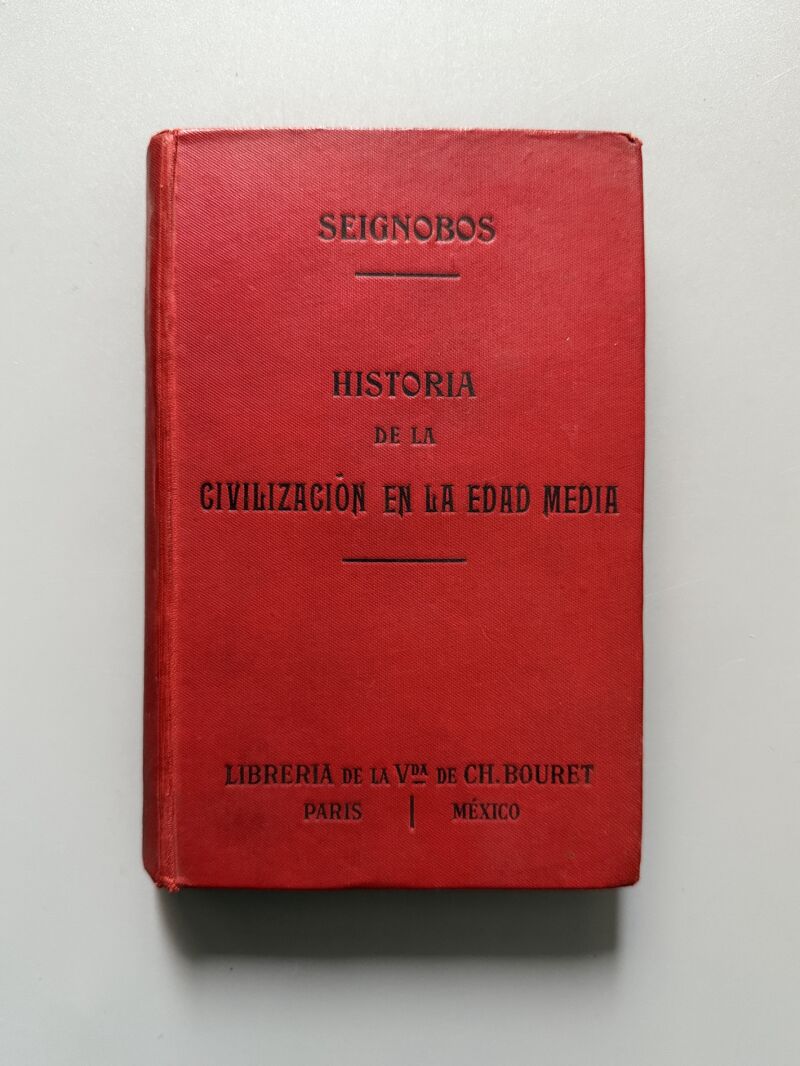 SEIGNOBOS
HISTORIA
DE LA
CIVILIZACIÓN EN LA EDAD MEDIA
LIBRERIA DE LA VDA DE CH. BOURET
PARIS | MÉXICO